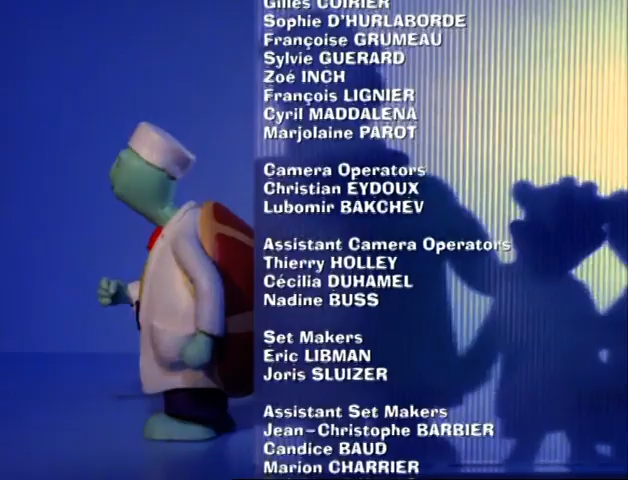 Gilles COIRIER
Sophie D'HURLABORDE
Françoise GRUMEAU
Sylvie GUERARD
Zoé INCH
François LIGNIER
Cyril MADDALENA
Marjolaine PAROT
Camera Operators
Christian EYDOUX
Lubomir BAKCHEV
Assistant Camera Operators
Thierry HOLLEY
Cécilia DUHAMEL
Nadine BUSS
Set Makers
Eric LIBMAN
Joris SLUIZER
Assistant Set Makers
Jean-Christophe BARBIER
Candice BAUD
Marion CHARRIER